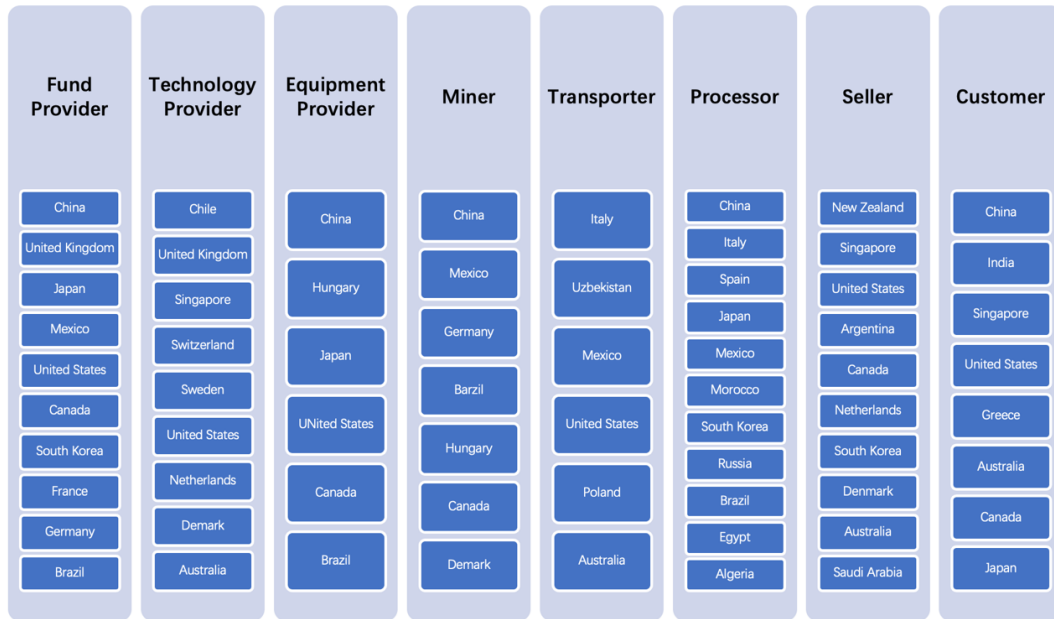 Fund
Provider
China
United Kingdom
Japan
Mexico
United States
Canada
South Korea
France
Germany
Brazil
Technology
Provider
Chile
United Kingdom
Singapore
Switzerland
Sweden
United States
Netherlands
Demark
Australia
Equipment
Provider
China
Hungary
Japan
UNited States
Canada
Brazil
Miner
China
Mexico
Germany
Barzil
Hungary
Canada
Demark
Transporter
Italy
Uzbekistan
Mexico
United States
Poland
Australia
Processor
China
Italy
Spain
Japan
Mexico
Morocco
South Korea
Russia
Brazil
Egypt
Algeria
Seller
New Zealand
Singapore
United States
Argentina
Canada
Netherlands
South Korea
Denmark
Australia
Saudi Arabia
Customer
China
India
Singapore
United States
Greece
Australia
Canada
Japan